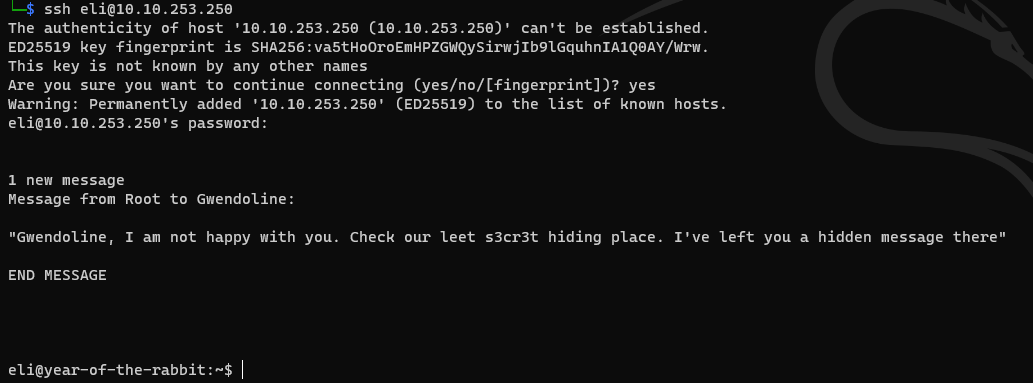 └─$ ssh eli@10.10.253.250
The authenticity of host '10.10.253.250 (10.10.253.250)' can't be established.
ED25519 key fingerprint is SHA256:va5tHoOroEmHPZGWQySirwjIb9lGquhnIA1Q0AY/Wrw.
This key is not known by any other names
Are you sure you want to continue connecting (yes/no/[fingerprint])? yes
Warning: Permanently added '10.10.253.250' (ED25519) to the list of known hosts.
eli@10.10.253.250's password:
1 new message
Message from Root to Gwendoline:
"Gwendoline, I am not happy with you. Check our leet s3cr3t hiding place. I've left you a hidden message there"
END MESSAGE
eli@year-of-the-rabbit:~$